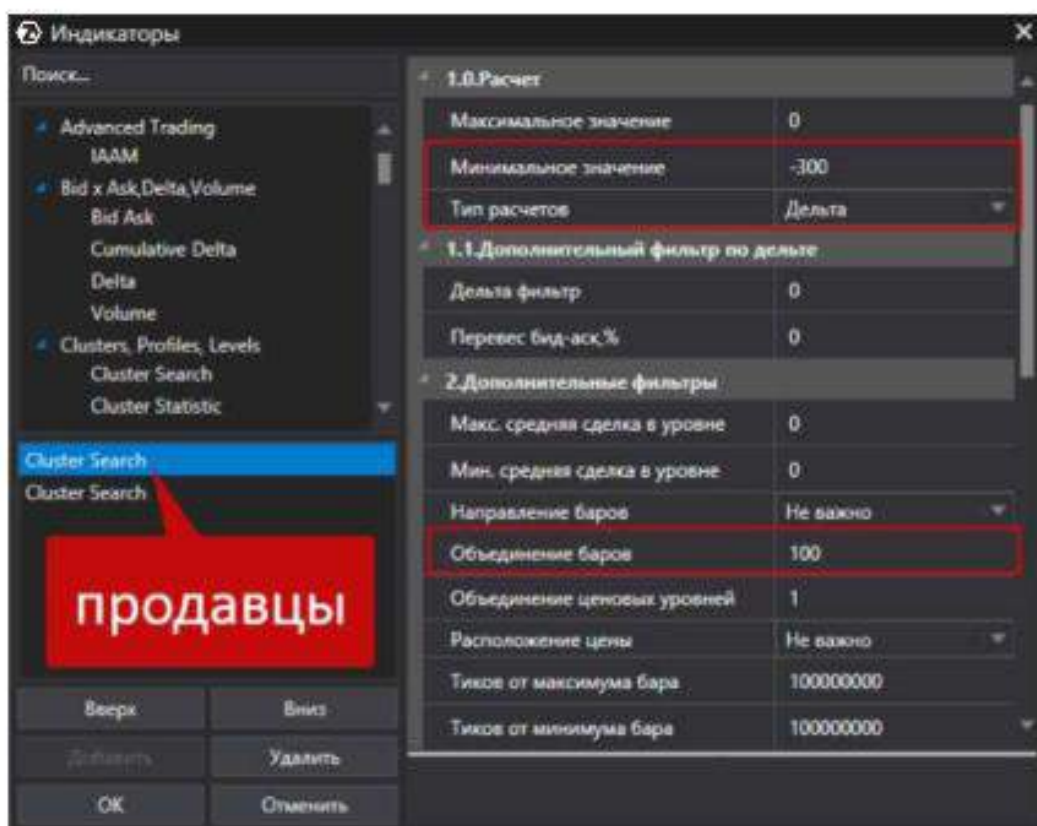 Индикаторы
Поиск...
Advanced Trading
IAAM
Bid x Ask,Delta,Volume
Bid Ask
Cumulative Delta
Delta
Volume
Clusters, Profiles, Levels
Cluster Search
Cluster Statistic
Cluster Search
Cluster Search
продавцы
Вверх Вниз
Добавить Удалить
ОК Отменить
1.0.Расчет
Максимальное значение 0
Минимальное значение -300
Тип расчетов Дельта
1.1.Дополнительный фильтр по дельте
Дельта фильтр 0
Перевес бид-аск,% 0
2.Дополнительные фильтры
Макс. средняя сделка в уровне 0
Мин. средняя сделка в уровне 0
Направление баров Не важно
Объединение баров 100
Объединение ценовых уровней 1
Расположение цены Не важно
Тиков от максимума бара 100000000
Тиков от минимума бара 100000000